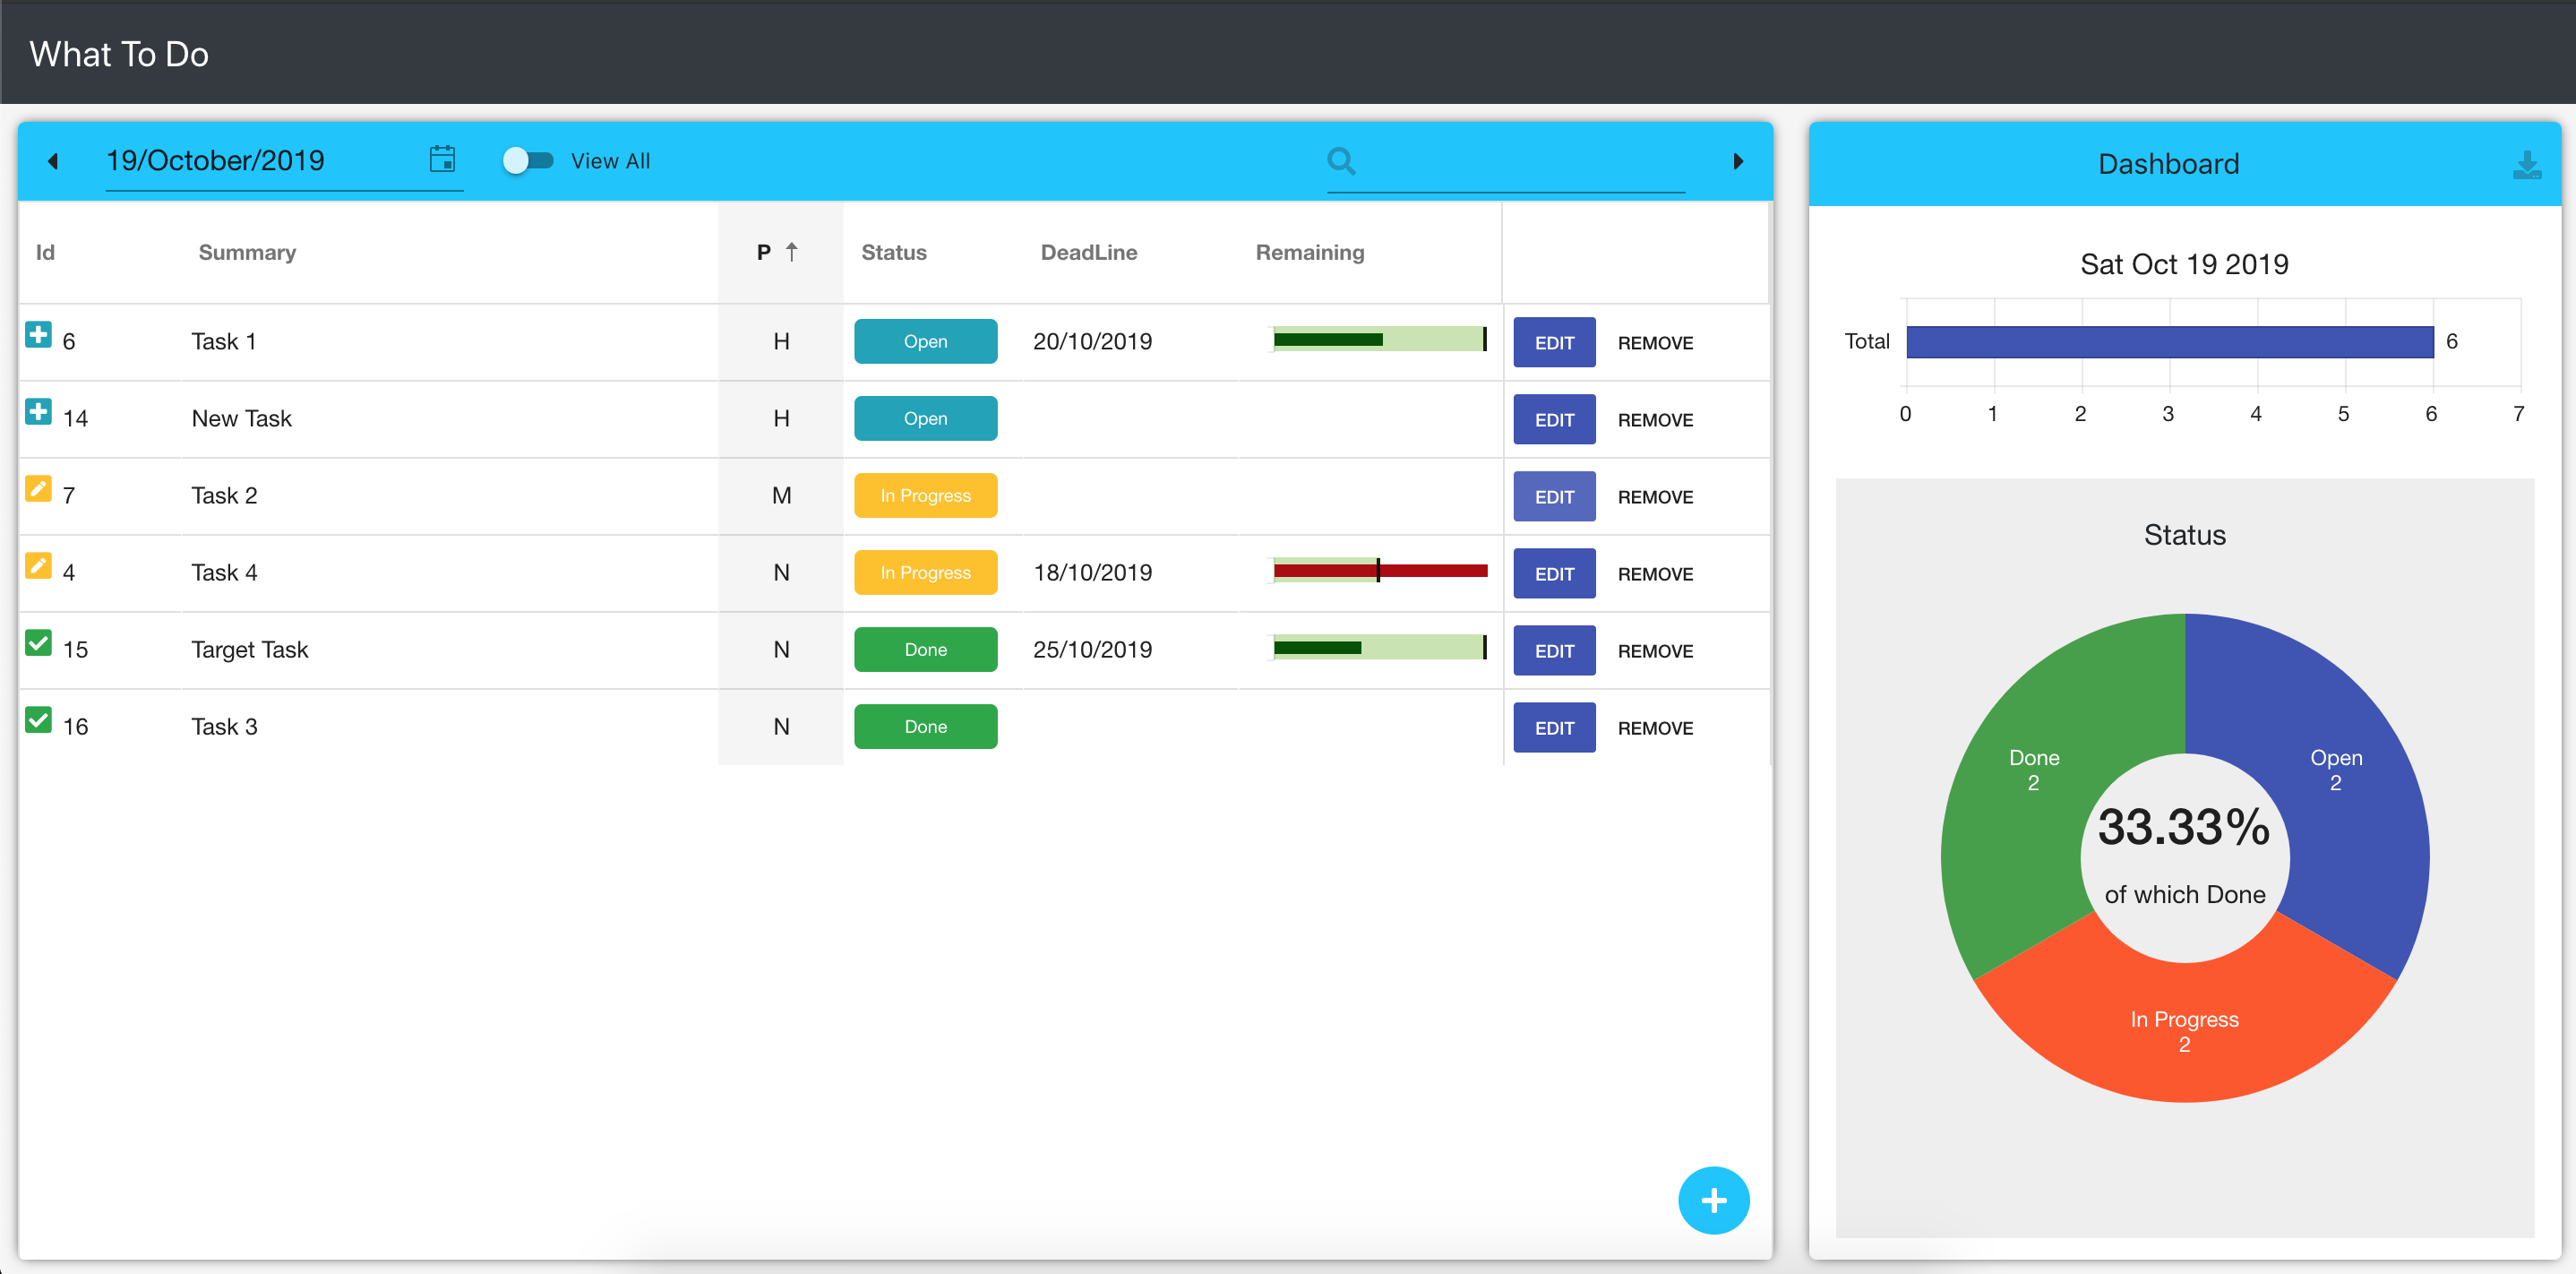 What To Do
19/October/2019 View All
Id Summary P ↑ Status DeadLine Remaining
6 Task 1 H Open 20/10/2019 EDIT REMOVE
14 New Task H Open EDIT REMOVE
7 Task 2 M In Progress EDIT REMOVE
4 Task 4 N In Progress 18/10/2019 EDIT REMOVE
15 Target Task N Done 25/10/2019 EDIT REMOVE
16 Task 3 N Done EDIT REMOVE
Dashboard
Sat Oct 19 2019
Total 6
0 1 2 3 4 5 6 7
Status
Done
2
Open
2
33.33%
of which Done
In Progress
2